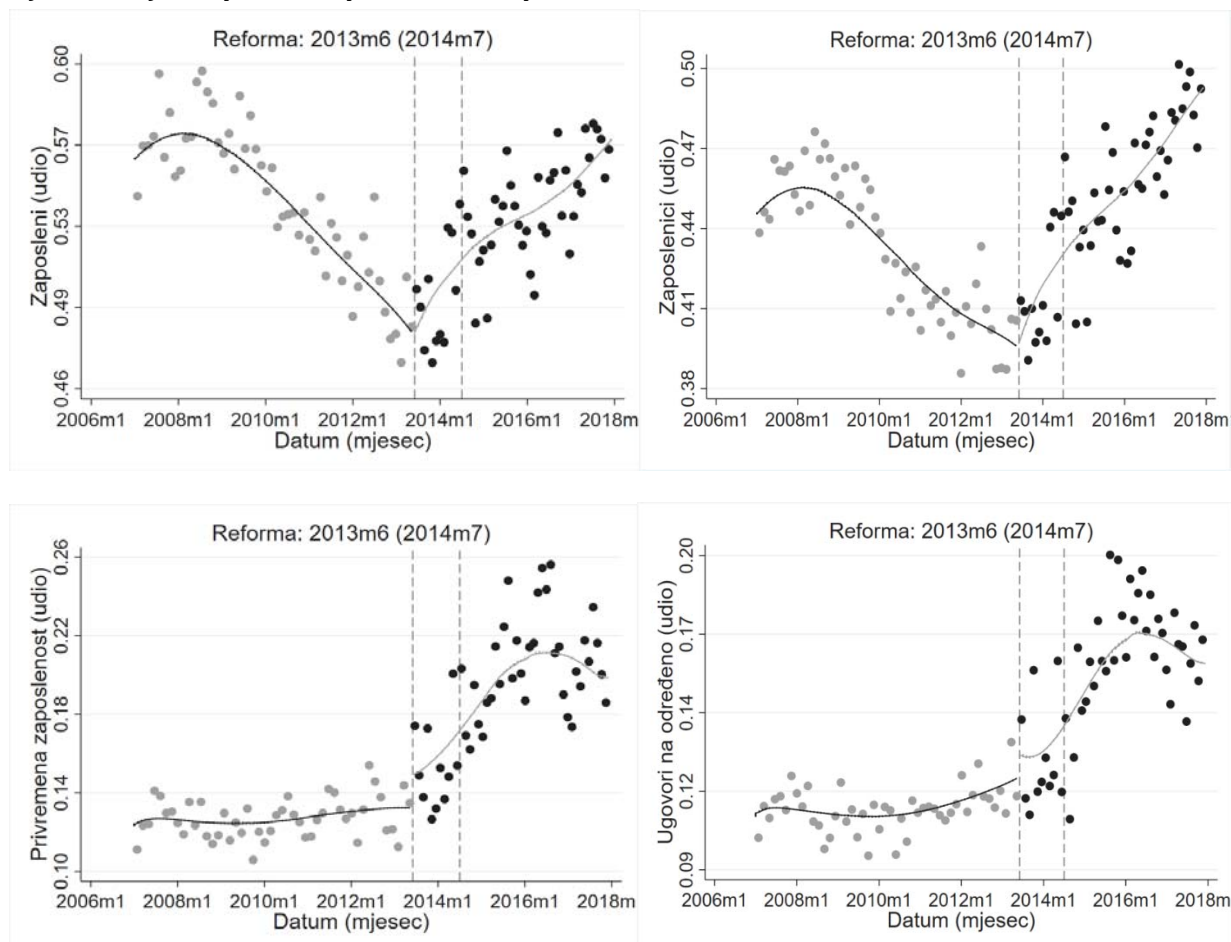 Reforma: 2013m6 (2014m7)
Zaposleni (udio)
0.60
0.57
0.53
0.49
0.46
2006m1 2008m1 2010m1 2012m1 2014m1 2016m1 2018m
Datum (mjesec)
Reforma: 2013m6 (2014m7)
Zaposlenici (udio)
0.50
0.47
0.44
0.41
0.38
2006m1 2008m1 2010m1 2012m1 2014m1 2016m1 2018m
Datum (mjesec)
Reforma: 2013m6 (2014m7)
Privremena zaposlenost (udio)
0.26
0.22
0.18
0.14
0.10
2006m1 2008m1 2010m1 2012m1 2014m1 2016m1 2018m
Datum (mjesec)
Reforma: 2013m6 (2014m7)
Ugovori na određeno (udio)
0.20
0.17
0.14
0.12
0.09
2006m1 2008m1 2010m1 2012m1 2014m1 2016m1 2018m
Datum (mjesec)